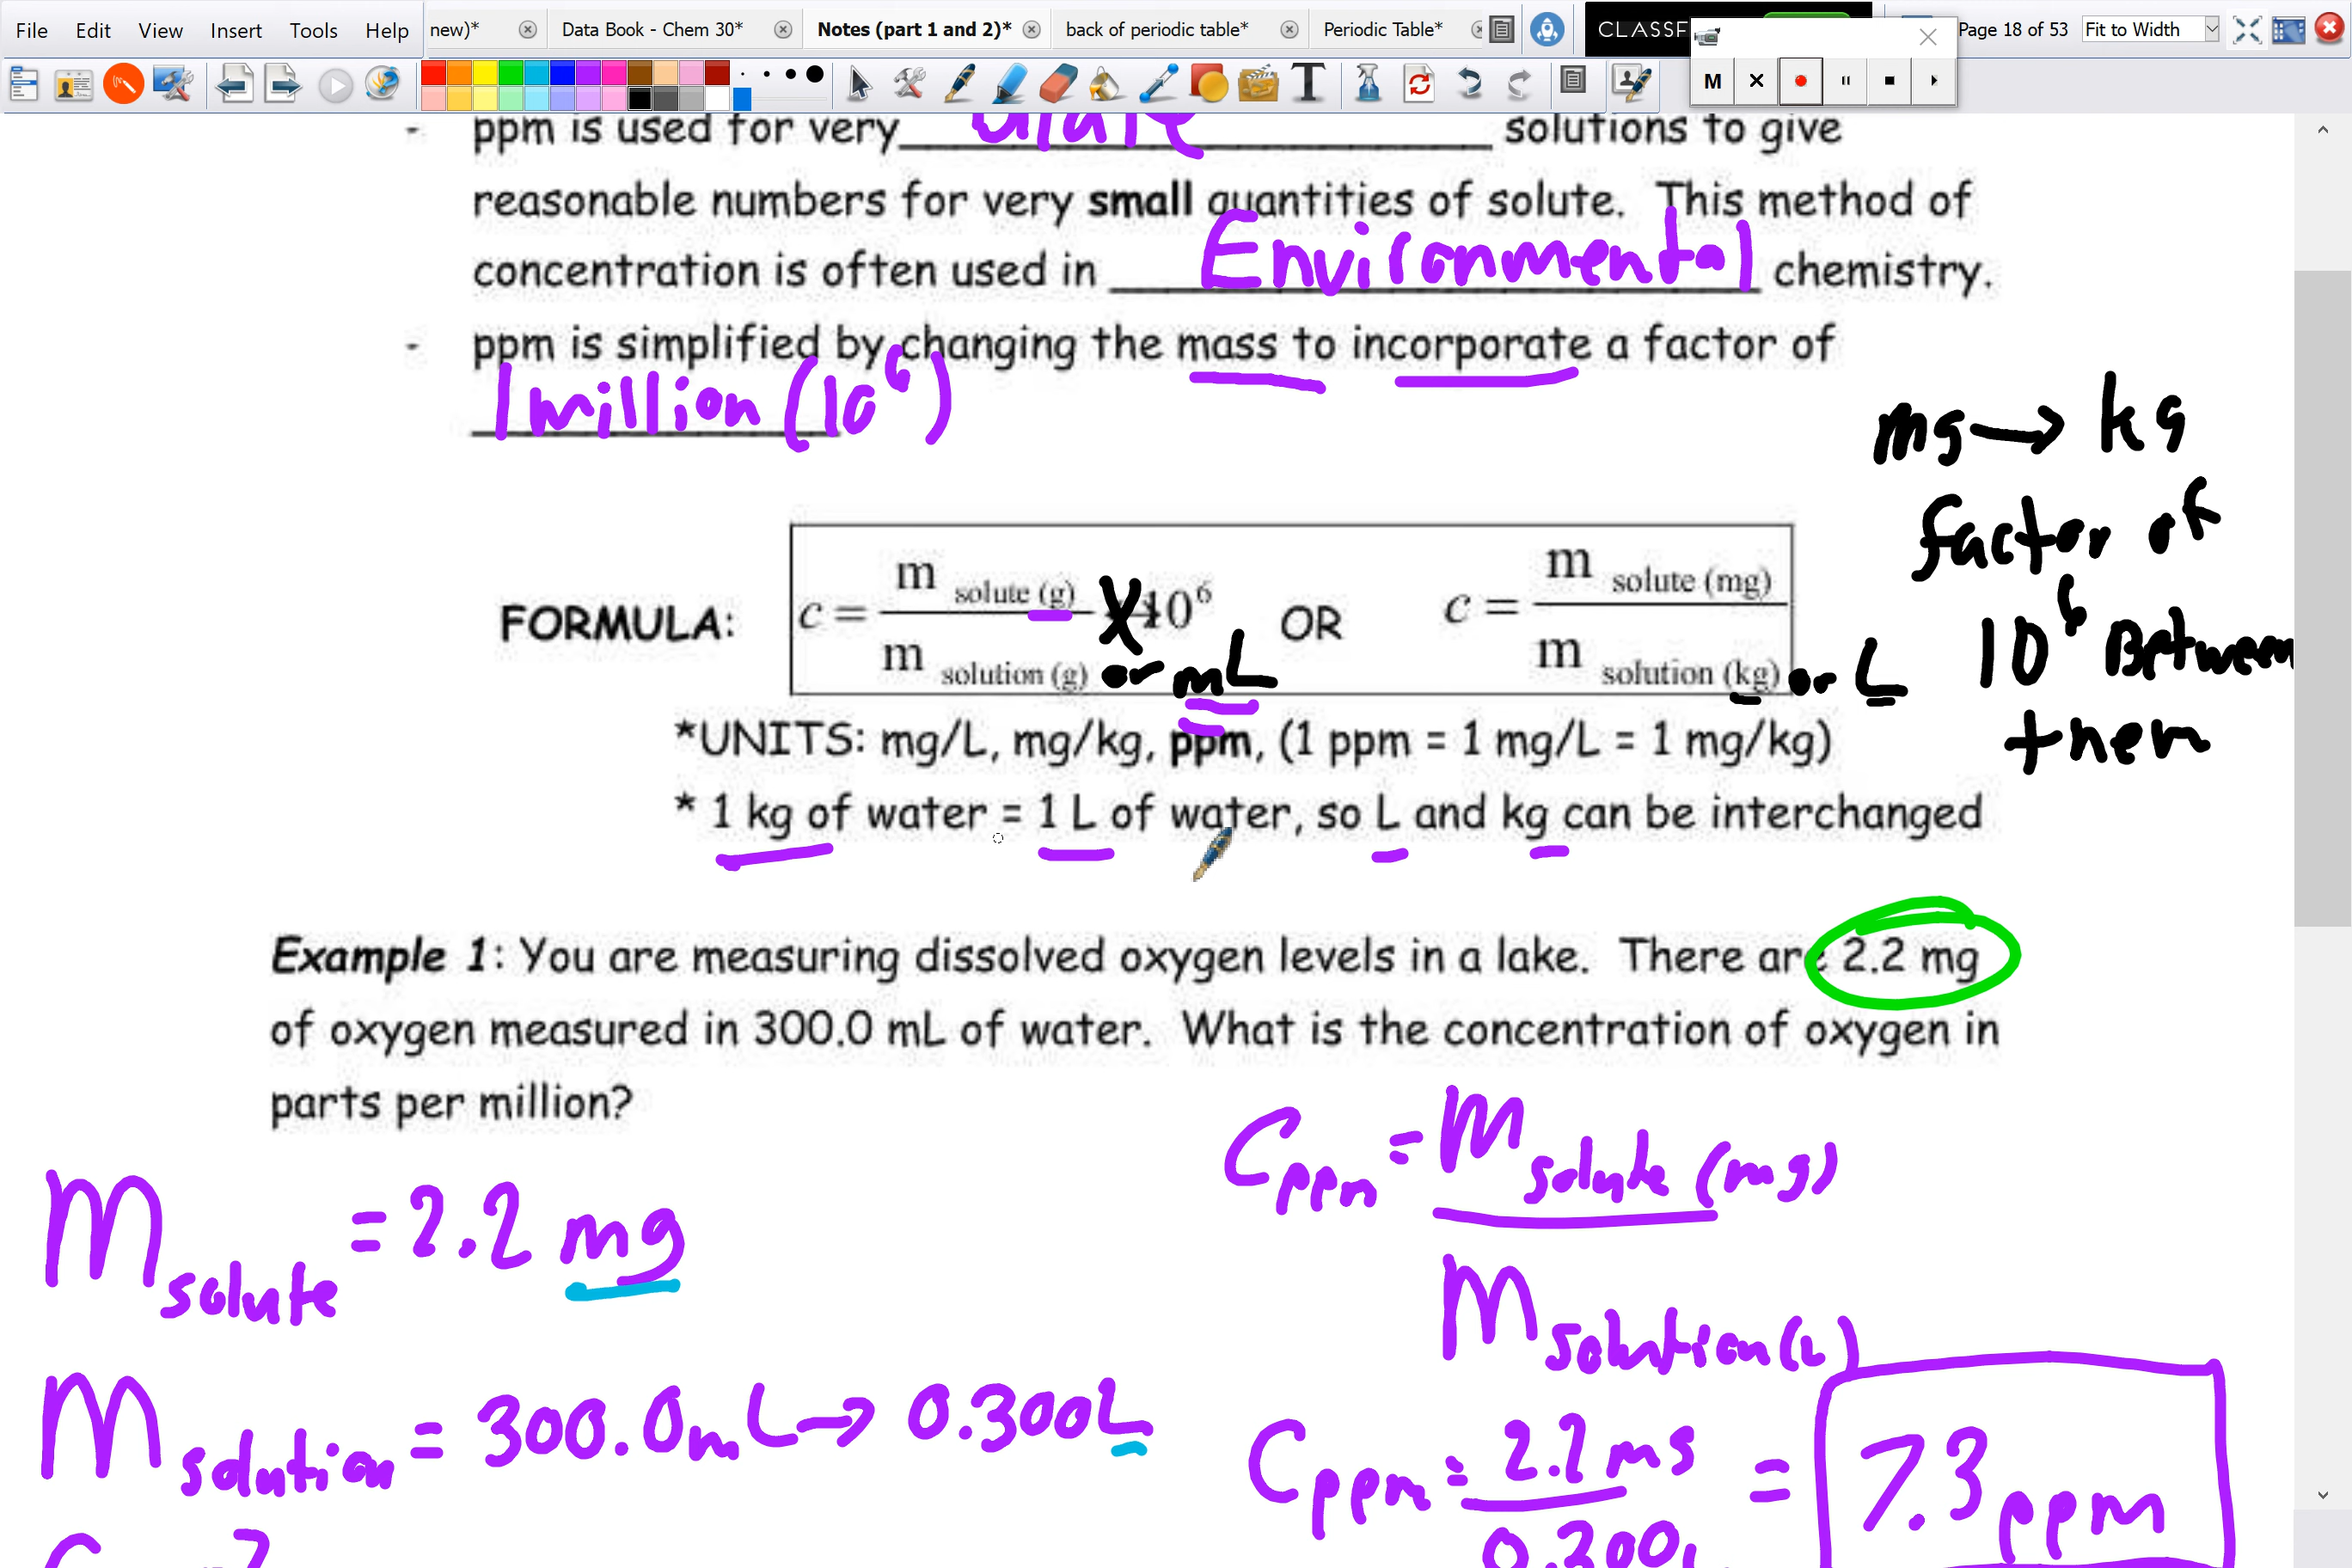 File Edit View Insert Tools Help new)* Data Book - Chem 30* Notes (part 1 and 2)* back of periodic table* Periodic Table* CLASSF Page 18 of 53 Fit to Width
M
- ppm is used for very dilute solutions to give
reasonable numbers for very small quantities of solute. This method of
concentration is often used in Environmental chemistry.
- ppm is simplified by changing the mass to incorporate a factor of
1 million (10⁶)
mg → kg
factor of
10⁶ Between
them
FORMULA: c = m solute (g) / m solution (g) or mL X 10⁶ OR c = m solute (mg) / m solution (kg) or L
*UNITS: mg/L, mg/kg, ppm, (1 ppm = 1 mg/L = 1 mg/kg)
* 1 kg of water = 1 L of water, so L and kg can be interchanged
Example 1: You are measuring dissolved oxygen levels in a lake. There are 2.2 mg
of oxygen measured in 300.0 mL of water. What is the concentration of oxygen in
parts per million?
M solute = 2.2 mg
M solution = 300.0 mL → 0.300 L
C ppm = M solute (mg)
M solution (L)
C ppm = 2.2 mg / 0.300L = 7.3 ppm